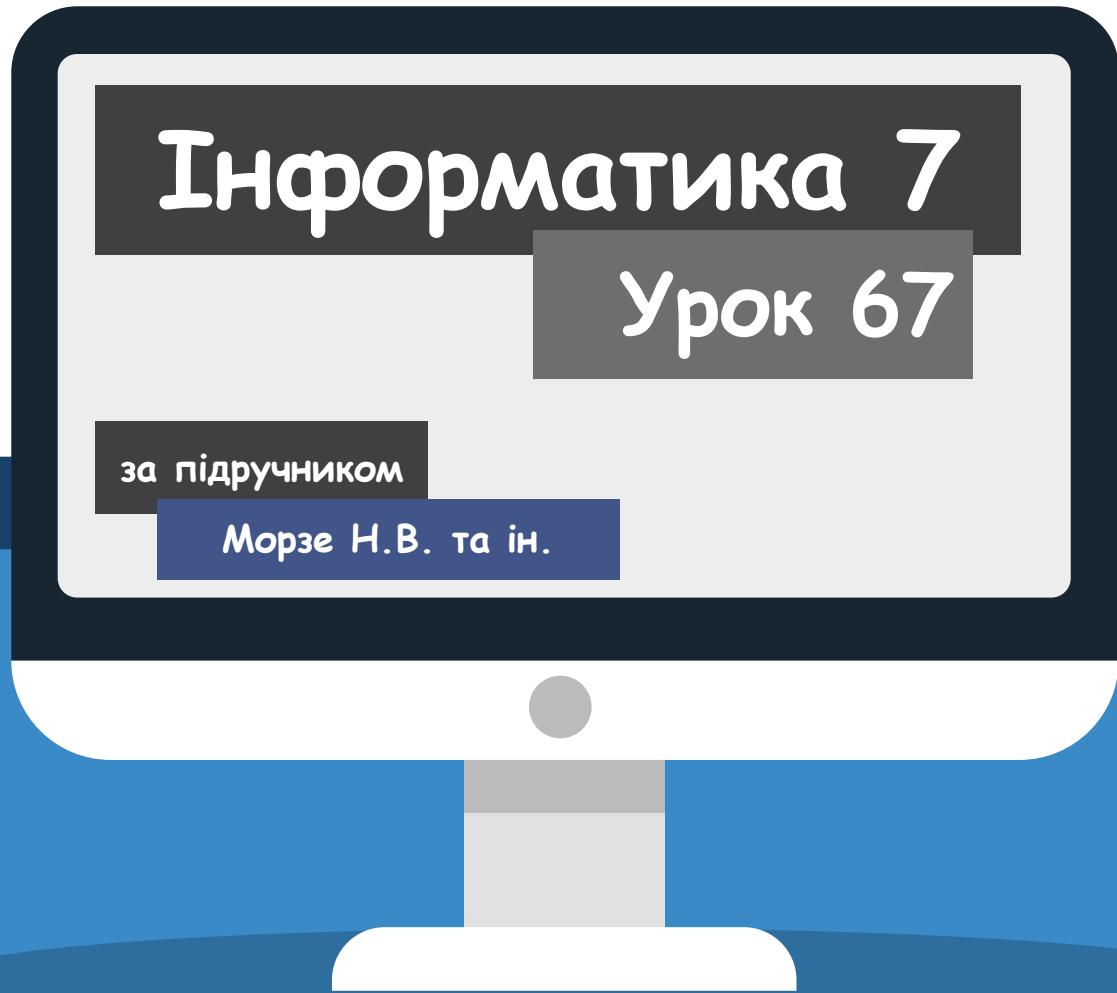 Інформатика 7
Урок 67
за підручником
Морзе Н.В. та ін.